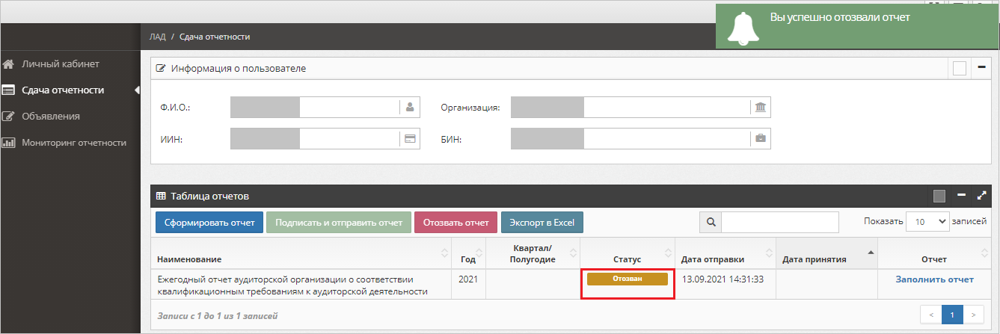 Вы успешно отозвали отчет
ЛАД / Сдача отчетности
Личный кабинет
Сдача отчетности
Объявления
Мониторинг отчетности
Информация о пользователе
Ф.И.О.:
Организация:
ИИН:
БИН:
Таблица отчетов
Сформировать отчет Подписать и отправить отчет Отозвать отчет Экспорт в Excel Показать 10 записей
Наименование Год Квартал/ Статус Дата отправки Дата принятия Отчет
Полугодие
Ежегодный отчет аудиторской организации о соответствии 2021 Отозван 13.09.2021 14:31:33 Заполнить отчет
квалификационным требованиям к аудиторской деятельности
Записи с 1 до 1 из 1 записей < 1 >